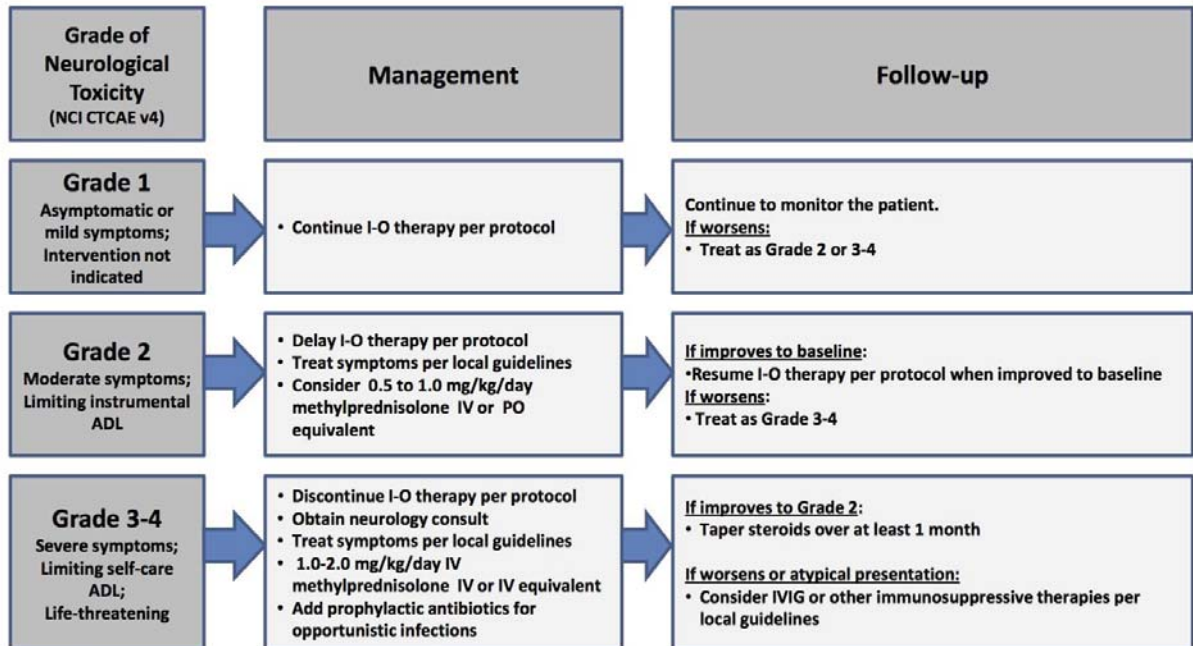 Grade of
Neurological
Toxicity
(NCI CTCAE v4)
Management
Follow-up
Grade 1
Asymptomatic or
mild symptoms;
Intervention not
indicated
• Continue I-O therapy per protocol
Continue to monitor the patient.
If worsens:
• Treat as Grade 2 or 3-4
Grade 2
Moderate symptoms;
Limiting instrumental
ADL
• Delay I-O therapy per protocol
• Treat symptoms per local guidelines
• Consider 0.5 to 1.0 mg/kg/day
methylprednisolone IV or PO
equivalent
If improves to baseline:
•Resume I-O therapy per protocol when improved to baseline
If worsens:
• Treat as Grade 3-4
Grade 3-4
Severe symptoms;
Limiting self-care
ADL;
Life-threatening
• Discontinue I-O therapy per protocol
• Obtain neurology consult
• Treat symptoms per local guidelines
• 1.0-2.0 mg/kg/day IV
methylprednisolone IV or IV equivalent
• Add prophylactic antibiotics for
opportunistic infections
If improves to Grade 2:
• Taper steroids over at least 1 month
If worsens or atypical presentation:
• Consider IVIG or other immunosuppressive therapies per
local guidelines